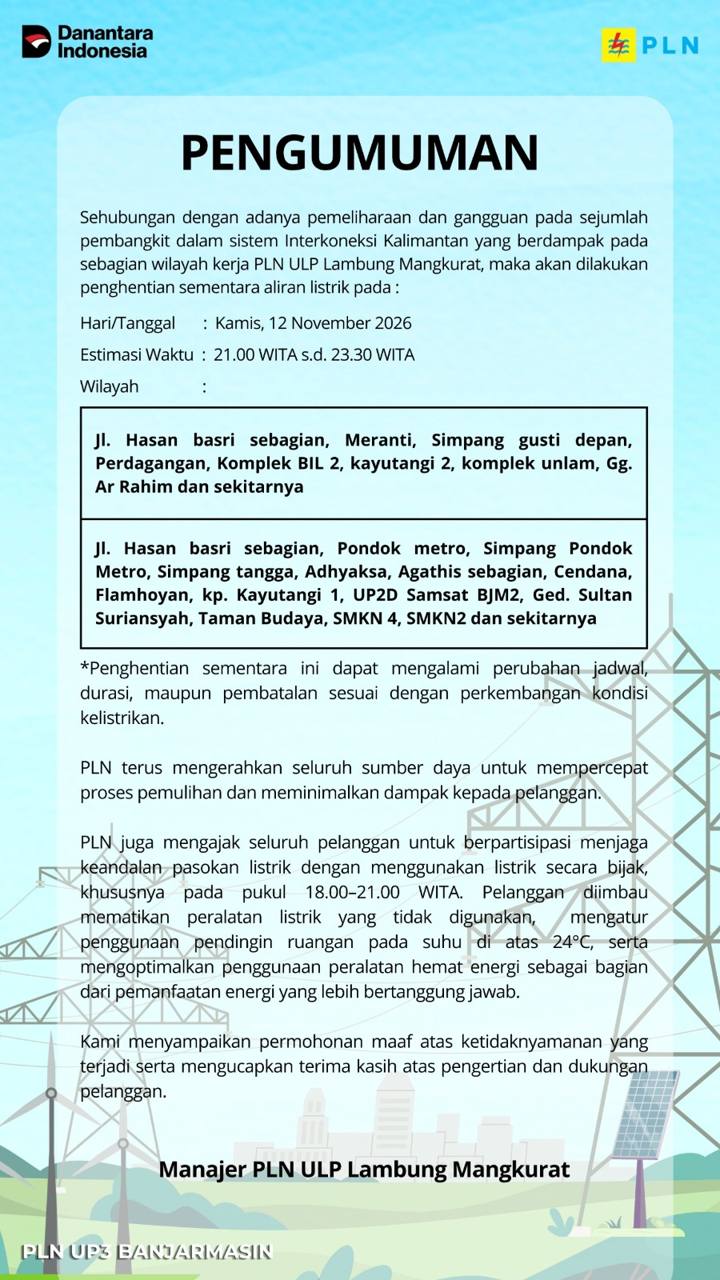 Danantara
Indonesia
PLN
PENGUMUMAN
Sehubungan dengan adanya pemeliharaan dan gangguan pada sejumlah
pembangkit dalam sistem Interkoneksi Kalimantan yang berdampak pada
sebagian wilayah kerja PLN ULP Lambung Mangkurat, maka akan dilakukan
penghentian sementara aliran listrik pada :
Hari/Tanggal : Kamis, 12 November 2026
Estimasi Waktu : 21.00 WITA s.d. 23.30 WITA
Wilayah :
Jl. Hasan basri sebagian, Meranti, Simpang gusti depan,
Perdagangan, Komplek BIL 2, kayutangi 2, komplek unlam, Gg.
Ar Rahim dan sekitarnya
Jl. Hasan basri sebagian, Pondok metro, Simpang Pondok
Metro, Simpang tangga, Adhyaksa, Agathis sebagian, Cendana,
Flamhoyan, kp. Kayutangi 1, UP2D Samsat BJM2, Ged. Sultan
Suriansyah, Taman Budaya, SMKN 4, SMKN2 dan sekitarnya
*Penghentian sementara ini dapat mengalami perubahan jadwal,
durasi, maupun pembatalan sesuai dengan perkembangan kondisi
kelistrikan.
PLN terus mengerahkan seluruh sumber daya untuk mempercepat
proses pemulihan dan meminimalkan dampak kepada pelanggan.
PLN juga mengajak seluruh pelanggan untuk berpartisipasi menjaga
keandalan pasokan listrik dengan menggunakan listrik secara bijak,
khususnya pada pukul 18.00–21.00 WITA. Pelanggan diimbau
mematikan peralatan listrik yang tidak digunakan, mengatur
penggunaan pendingin ruangan pada suhu di atas 24°C, serta
mengoptimalkan penggunaan peralatan hemat energi sebagai bagian
dari pemanfaatan energi yang lebih bertanggung jawab.
Kami menyampaikan permohonan maaf atas ketidaknyamanan yang
terjadi serta mengucapkan terima kasih atas pengertian dan dukungan
pelanggan.
Manajer PLN ULP Lambung Mangkurat
PLN UP3 BANJARMASIN